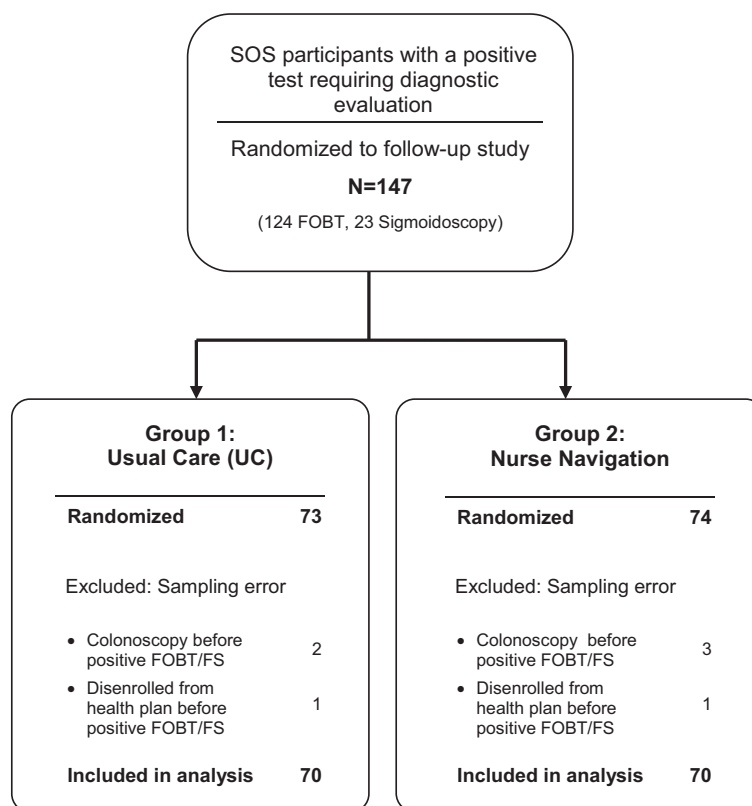 SOS participants with a positive
test requiring diagnostic
evaluation
Randomized to follow-up study
N=147
(124 FOBT, 23 Sigmoidoscopy)
Group 1:
Usual Care (UC)
Randomized 73
Excluded: Sampling error
• Colonoscopy before
positive FOBT/FS 2
• Disenrolled from
health plan before
positive FOBT/FS 1
Included in analysis 70
Group 2:
Nurse Navigation
Randomized 74
Excluded: Sampling error
• Colonoscopy before
positive FOBT/FS 3
• Disenrolled from
health plan before
positive FOBT/FS 1
Included in analysis 70